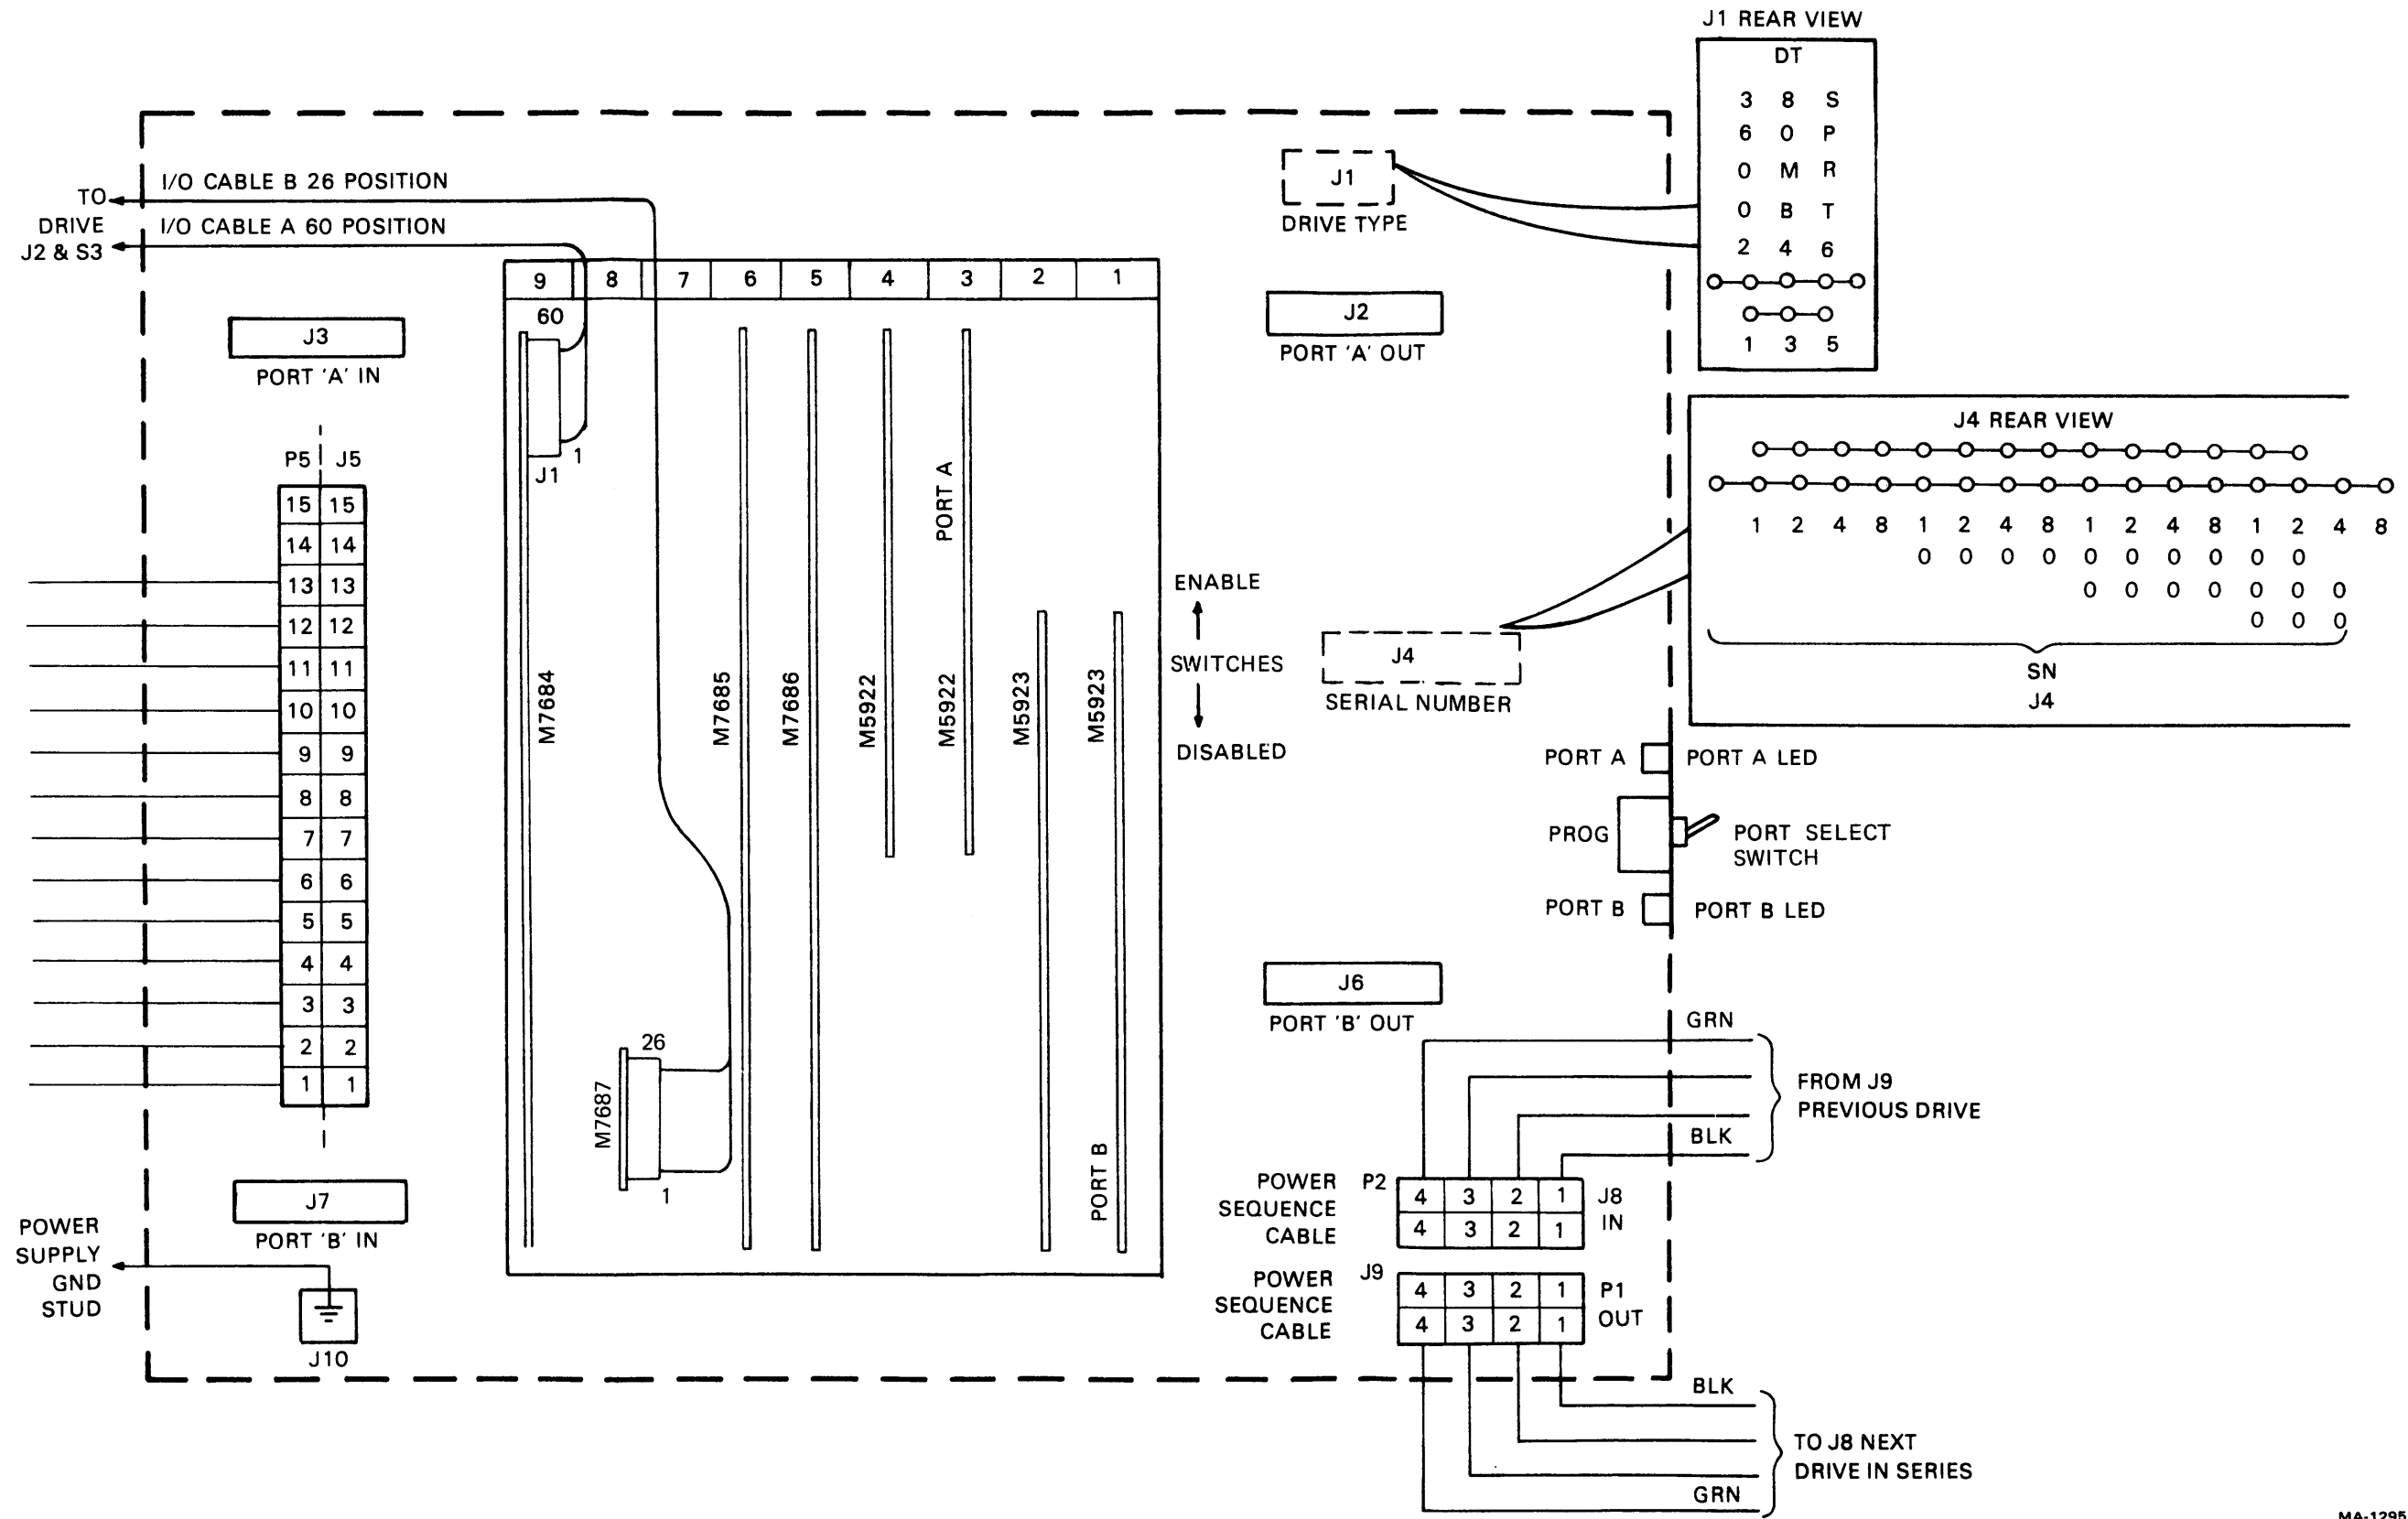 J1 REAR VIEW
DT
3 8 S
6 0 P
0 M R
0 B T
2 4 6
1 3 5
I/O CABLE B 26 POSITION
I/O CABLE A 60 POSITION
TO
DRIVE
J2 & S3
J1
DRIVE TYPE
9 8 7 6 5 4 3 2 1
60
J1
1
J3
PORT 'A' IN
J2
PORT 'A' OUT
J4 REAR VIEW
1 2 4 8 1 2 4 8 1 2 4 8 1 2 4 8
0 0 0 0 0 0 0 0 0 0
0 0 0 0 0 0 0
0 0 0
SN
J4
P5 J5
15 15
14 14
13 13
12 12
11 11
10 10
9 9
8 8
7 7
6 6
5 5
4 4
3 3
2 2
1 1
PORT A
M7684
M7685
M7686
M5922
M5922
M5923
M5923
ENABLE
SWITCHES
DISABLED
J4
SERIAL NUMBER
PORT A
PORT A LED
PROG
PORT SELECT
SWITCH
PORT B
PORT B LED
J6
PORT 'B' OUT
26
M7687
1
PORT B
GRN
BLK
FROM J9
PREVIOUS DRIVE
POWER
SEQUENCE
CABLE
P2
4 3 2 1
4 3 2 1
J8
IN
POWER
SEQUENCE
CABLE
J9
4 3 2 1
4 3 2 1
P1
OUT
BLK
GRN
TO J8 NEXT
DRIVE IN SERIES
J7
PORT 'B' IN
POWER
SUPPLY
GND
STUD
J10
MA-1295